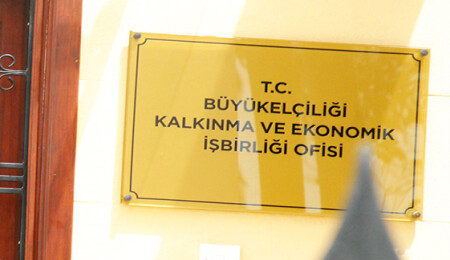 T.C.
BÜYÜKELÇİLİĞİ
KALKINMA VE EKONOMİK
İŞBİRLİĞİ OFİSİ